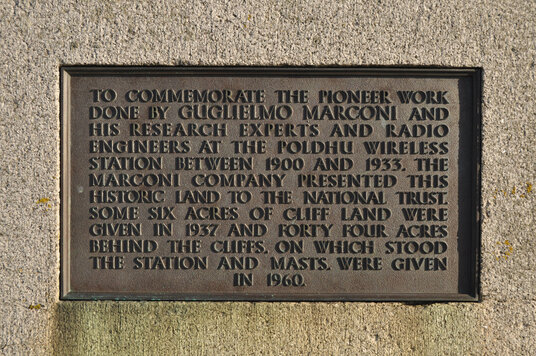 TO COMMEMORATE THE PIONEER WORK
DONE BY GUGLIELMO MARCONI AND
HIS RESEARCH EXPERTS AND RADIO
ENGINEERS AT THE POLDHU WIRELESS
STATION BETWEEN 1900 AND 1933. THE
MARCONI COMPANY PRESENTED THIS
HISTORIC LAND TO THE NATIONAL TRUST.
SOME SIX ACRES OF CLIFF LAND WERE
GIVEN IN 1937 AND FORTY FOUR ACRES
BEHIND THE CLIFFS, ON WHICH STOOD
THE STATION AND MASTS, WERE GIVEN
IN 1960.